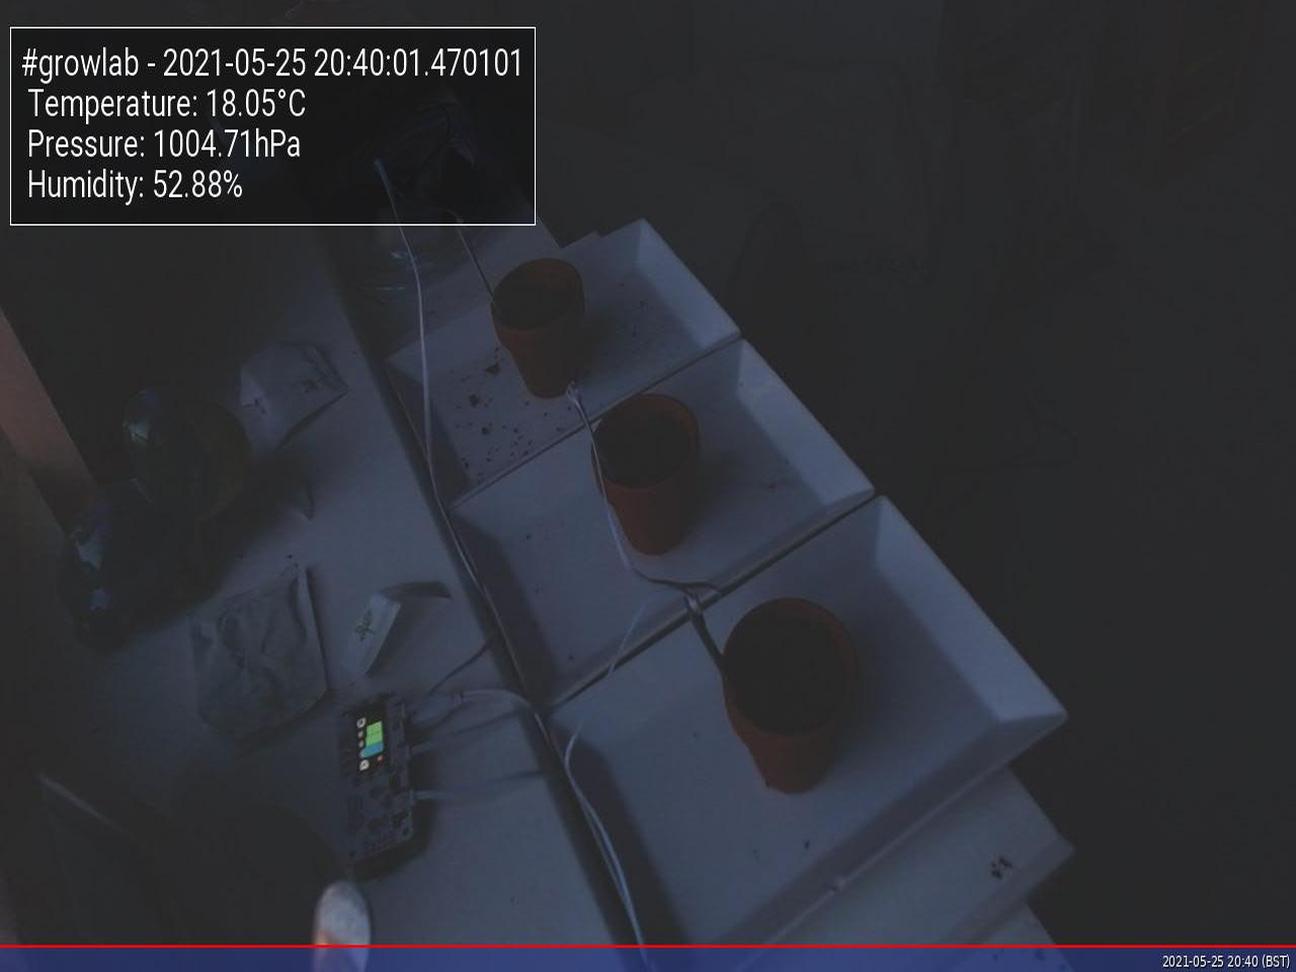 #growlab - 2021-05-25 20:40:01.470101
Temperature: 18.05°C
Pressure: 1004.71hPa
Humidity: 52.88%
2021-05-25 20:40 (BST)